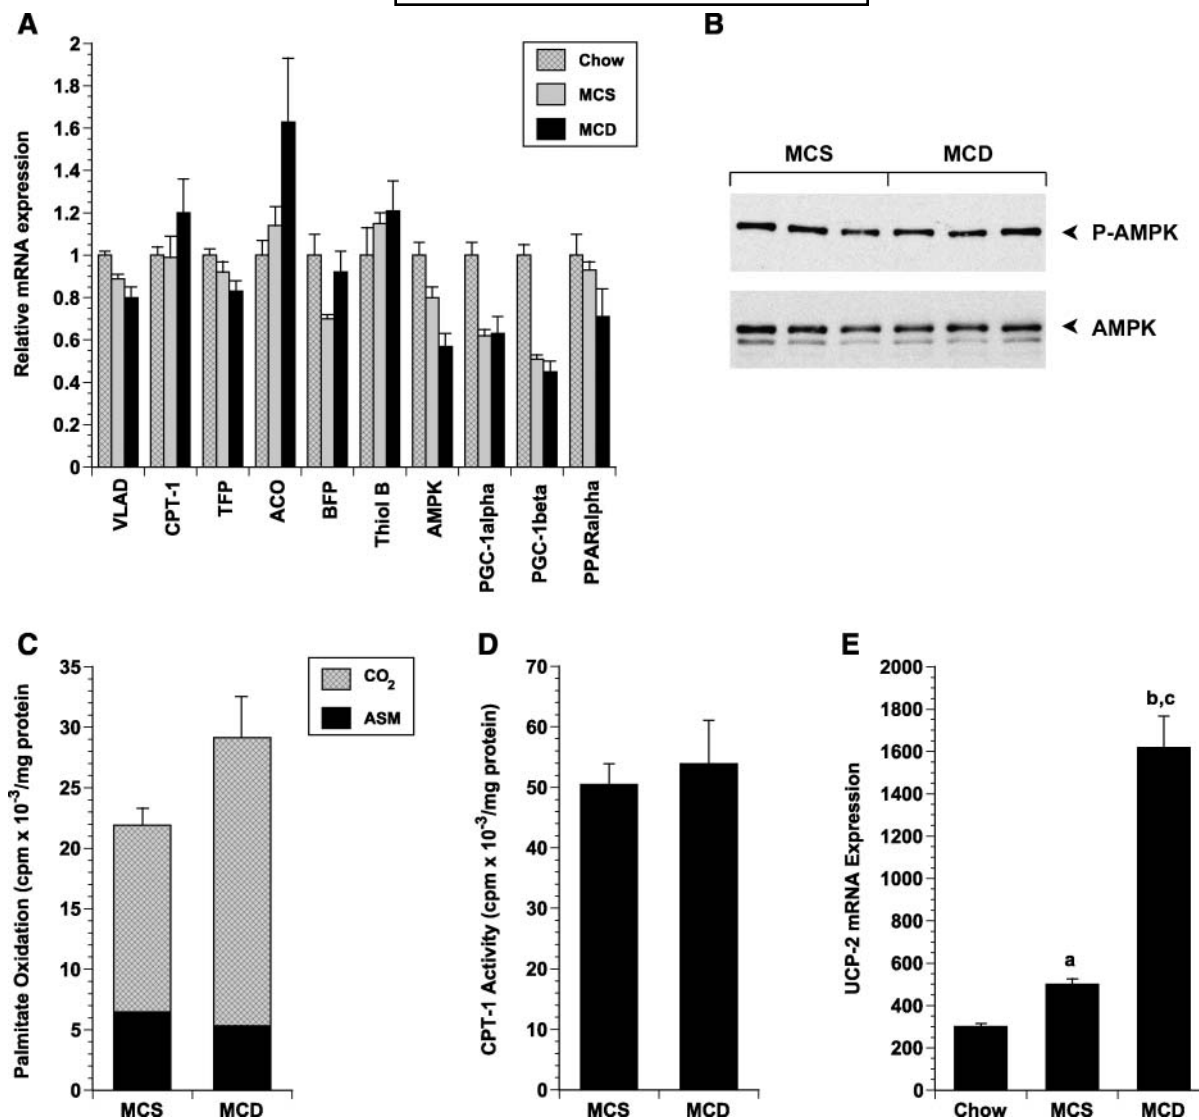 A
Relative mRNA expression
2
1.8
1.6
1.4
1.2
1
0.8
0.6
0.4
0.2
0
Chow
MCS
MCD
VLAD
CPT-1
TFP
ACO
BFP
Thiol B
AMPK
PGC-1alpha
PGC-1beta
PPARalpha
B
MCS MCD
P-AMPK
AMPK
C
Palmitate Oxidation (cpm x 10⁻³/mg protein
35
30
25
20
15
10
5
0
CO₂
ASM
MCS MCD
D
CPT-1 Activity (cpm x 10⁻³/mg protein)
70
60
50
40
30
20
10
0
MCS MCD
E
UCP-2 mRNA Expression
2000
1800
1600
1400
1200
1000
800
600
400
200
0
a
b,c
Chow MCS MCD